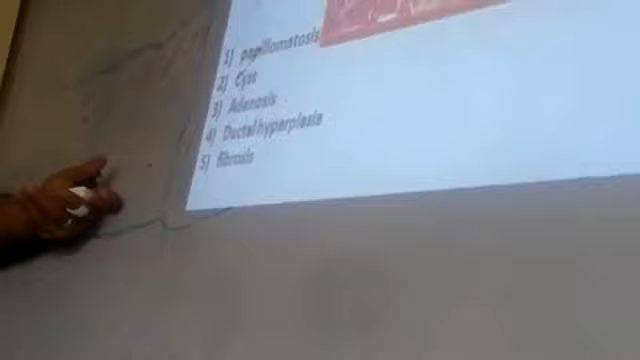 1) papillomatosis
2) Cyst
3) Adenosis
4) Ductal hyperplasia
5) fibrosis